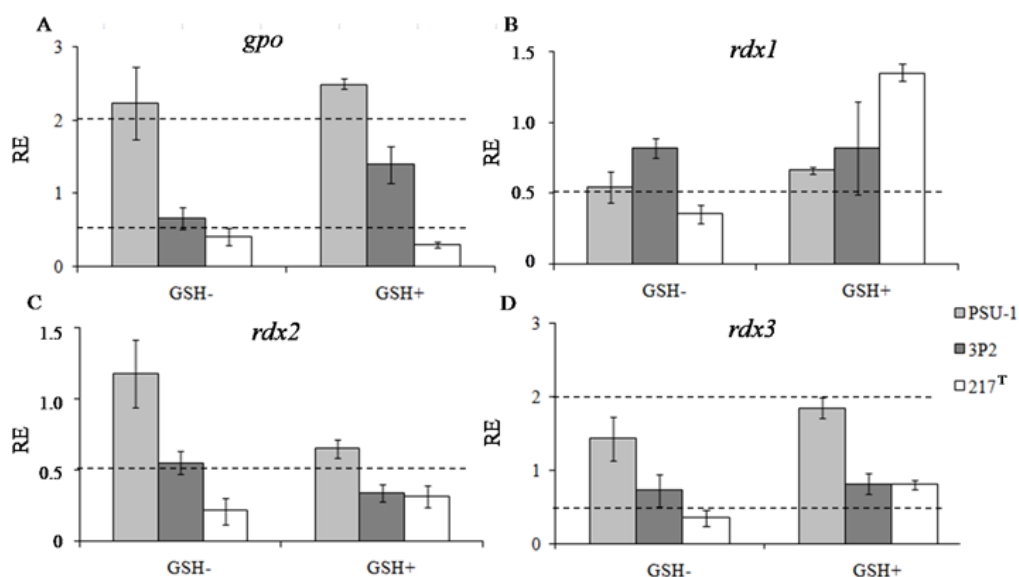 A
gpo
3
2
1
0
RE
GSH-
GSH+
B
rdx1
1.5
1.0
0.5
0.0
RE
GSH-
GSH+
C
rdx2
1.5
1.0
0.5
0
RE
GSH-
GSH+
D
rdx3
3
2
1
0
RE
GSH-
GSH+
PSU-1
3P2
217ᵀ